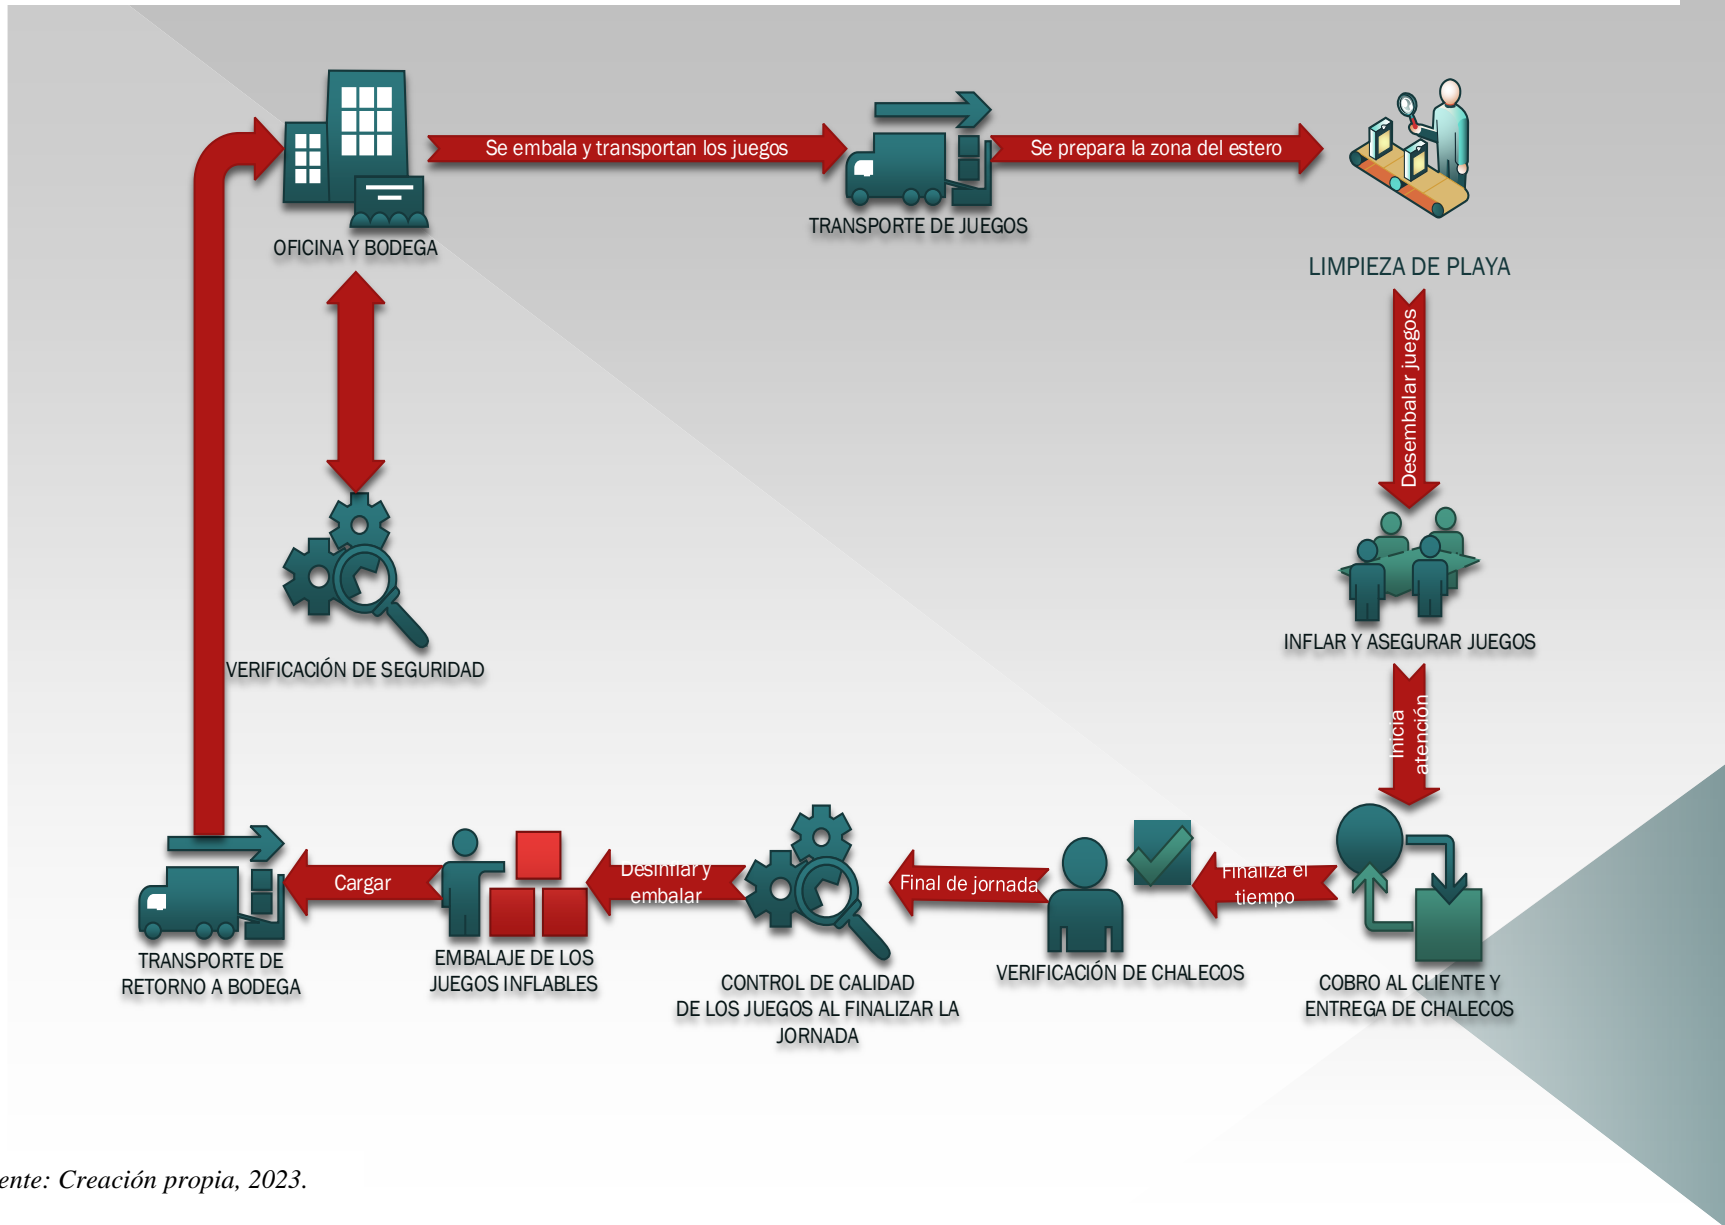 Se embala y transportan los juegos
Se prepara la zona del estero
OFICINA Y BODEGA
TRANSPORTE DE JUEGOS
LIMPIEZA DE PLAYA
Desembalar juegos
INFLAR Y ASEGURAR JUEGOS
VERIFICACIÓN DE SEGURIDAD
Inicia
atención
COBRO AL CLIENTE Y
ENTREGA DE CHALECOS
Finaliza el
tiempo
VERIFICACIÓN DE CHALECOS
Final de jornada
CONTROL DE CALIDAD
DE LOS JUEGOS AL FINALIZAR LA
JORNADA
Desinflar y
embalar
EMBALAJE DE LOS
JUEGOS INFLABLES
Cargar
TRANSPORTE DE
RETORNO A BODEGA
ente: Creación propia, 2023.